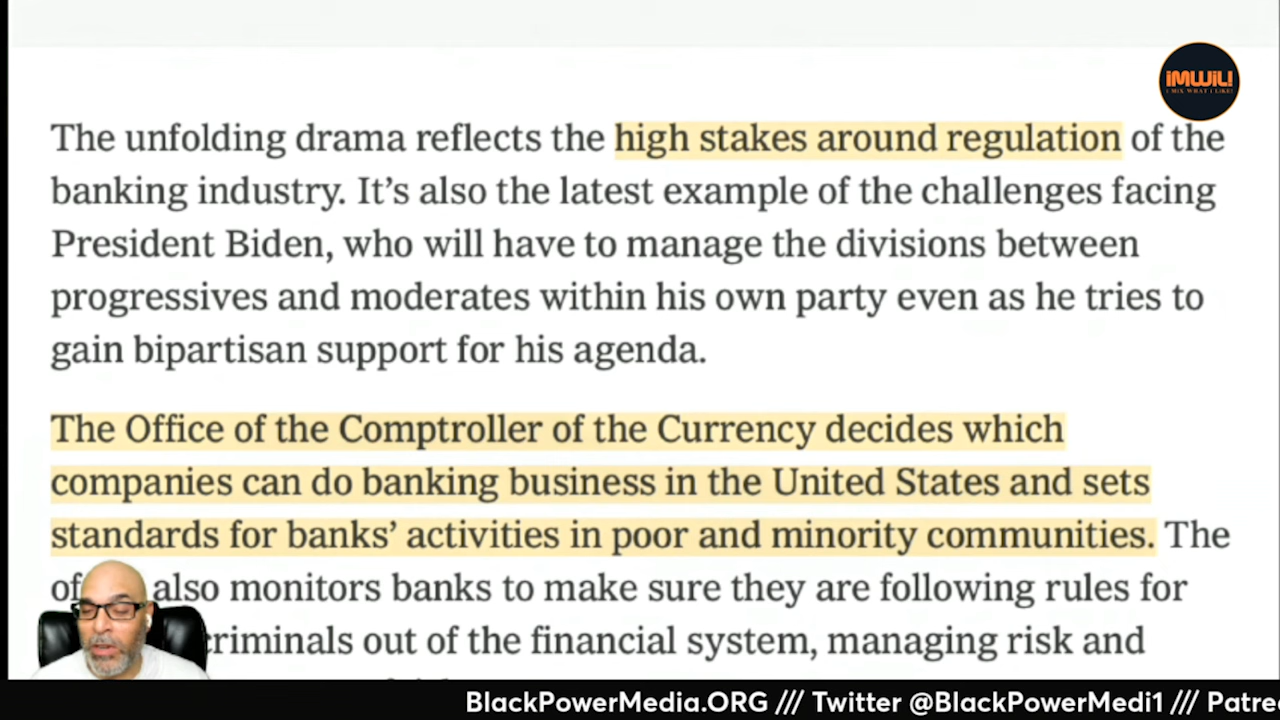 iMWiL!
I MIX WHAT I LIKE!
The unfolding drama reflects the high stakes around regulation of the
banking industry. It’s also the latest example of the challenges facing
President Biden, who will have to manage the divisions between
progressives and moderates within his own party even as he tries to
gain bipartisan support for his agenda.
The Office of the Comptroller of the Currency decides which
companies can do banking business in the United States and sets
standards for banks’ activities in poor and minority communities. The
also monitors banks to make sure they are following rules for
criminals out of the financial system, managing risk and
BlackPowerMedia.ORG /// Twitter @BlackPowerMedi1 /// Patre